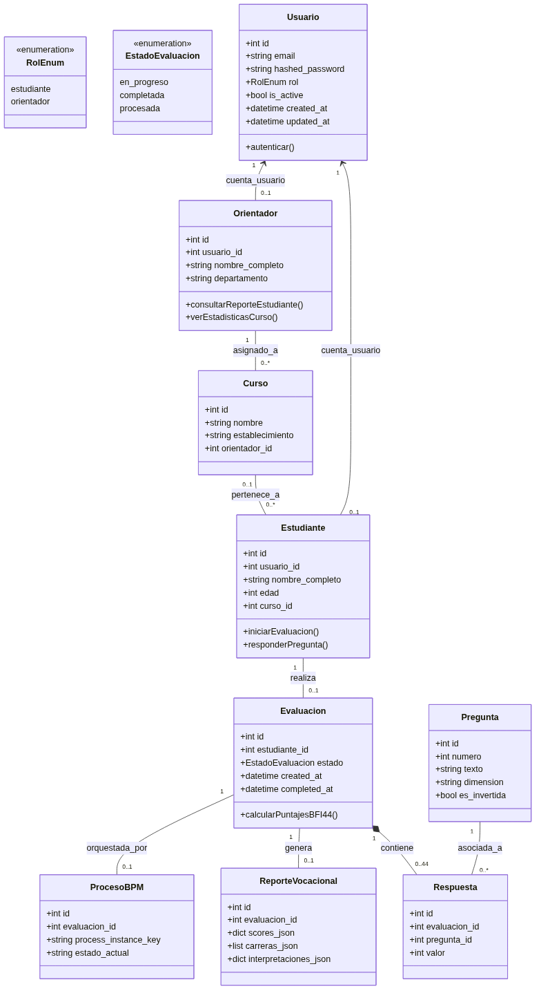 «enumeration»
RolEnum
estudiante
orientador
«enumeration»
EstadoEvaluacion
en_progreso
completada
procesada
Usuario
+int id
+string email
+string hashed_password
+RolEnum rol
+bool is_active
+datetime created_at
+datetime updated_at
+autenticar()
1
cuenta_usuario
0..1
1
cuenta_usuario
0..1
Orientador
+int id
+int usuario_id
+string nombre_completo
+string departamento
+consultarReporteEstudiante()
+verEstadisticasCurso()
1
asignado_a
0..*
Curso
+int id
+string nombre
+string establecimiento
+int orientador_id
0..1
pertenece_a
0..*
Estudiante
+int id
+int usuario_id
+string nombre_completo
+int edad
+int curso_id
+iniciarEvaluacion()
+responderPregunta()
1
realiza
0..1
Evaluacion
+int id
+int estudiante_id
+EstadoEvaluacion estado
+datetime created_at
+datetime completed_at
+calcularPuntajesBFI44()
Pregunta
+int id
+int numero
+string texto
+string dimension
+bool es_invertida
1
orquestada_por
0..1
1
genera
0..1
1
contiene
0..44
1
asociada_a
0..*
ProcesoBPM
+int id
+int evaluacion_id
+string process_instance_key
+string estado_actual
ReporteVocacional
+int id
+int evaluacion_id
+dict scores_json
+list carreras_json
+dict interpretaciones_json
Respuesta
+int id
+int evaluacion_id
+int pregunta_id
+int valor